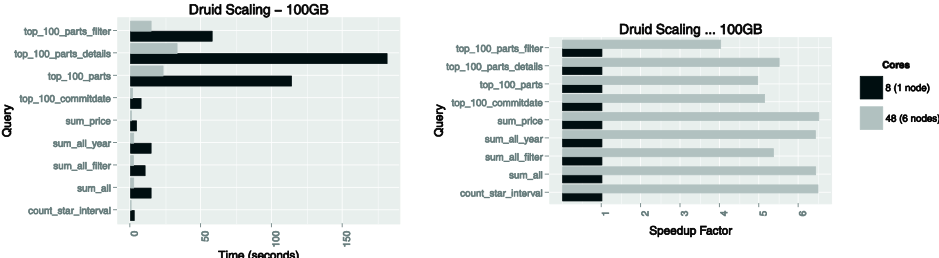 Druid Scaling – 100GB
top_100_parts_filter
top_100_parts_details
top_100_parts
top_100_commitdate
sum_price
sum_all_year
sum_all_filter
sum_all
count_star_interval
Query
0
50
100
150
Time (seconds)
Druid Scaling ... 100GB
top_100_parts_filter
top_100_parts_details
top_100_parts
top_100_commitdate
sum_price
sum_all_year
sum_all_filter
sum_all
count_star_interval
Query
1
2
3
4
5
6
Speedup Factor
Cores
8 (1 node)
48 (6 nodes)